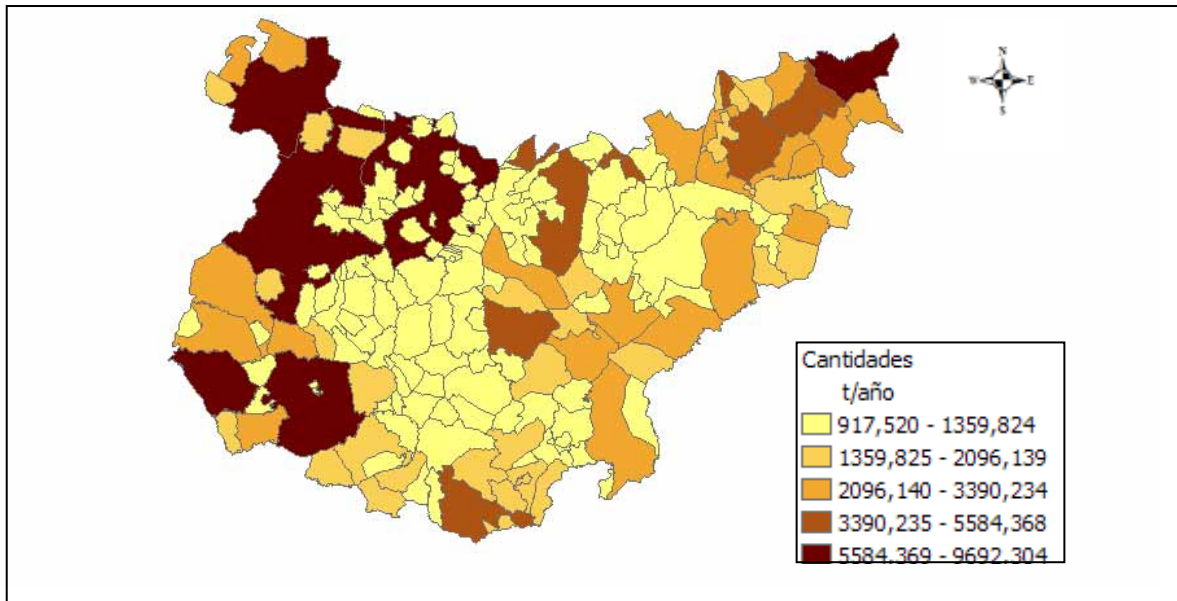 N
W E
S
Cantidades
t/año
917,520 - 1359,824
1359,825 - 2096,139
2096,140 - 3390,234
3390,235 - 5584,368
5584,369 - 9692,304